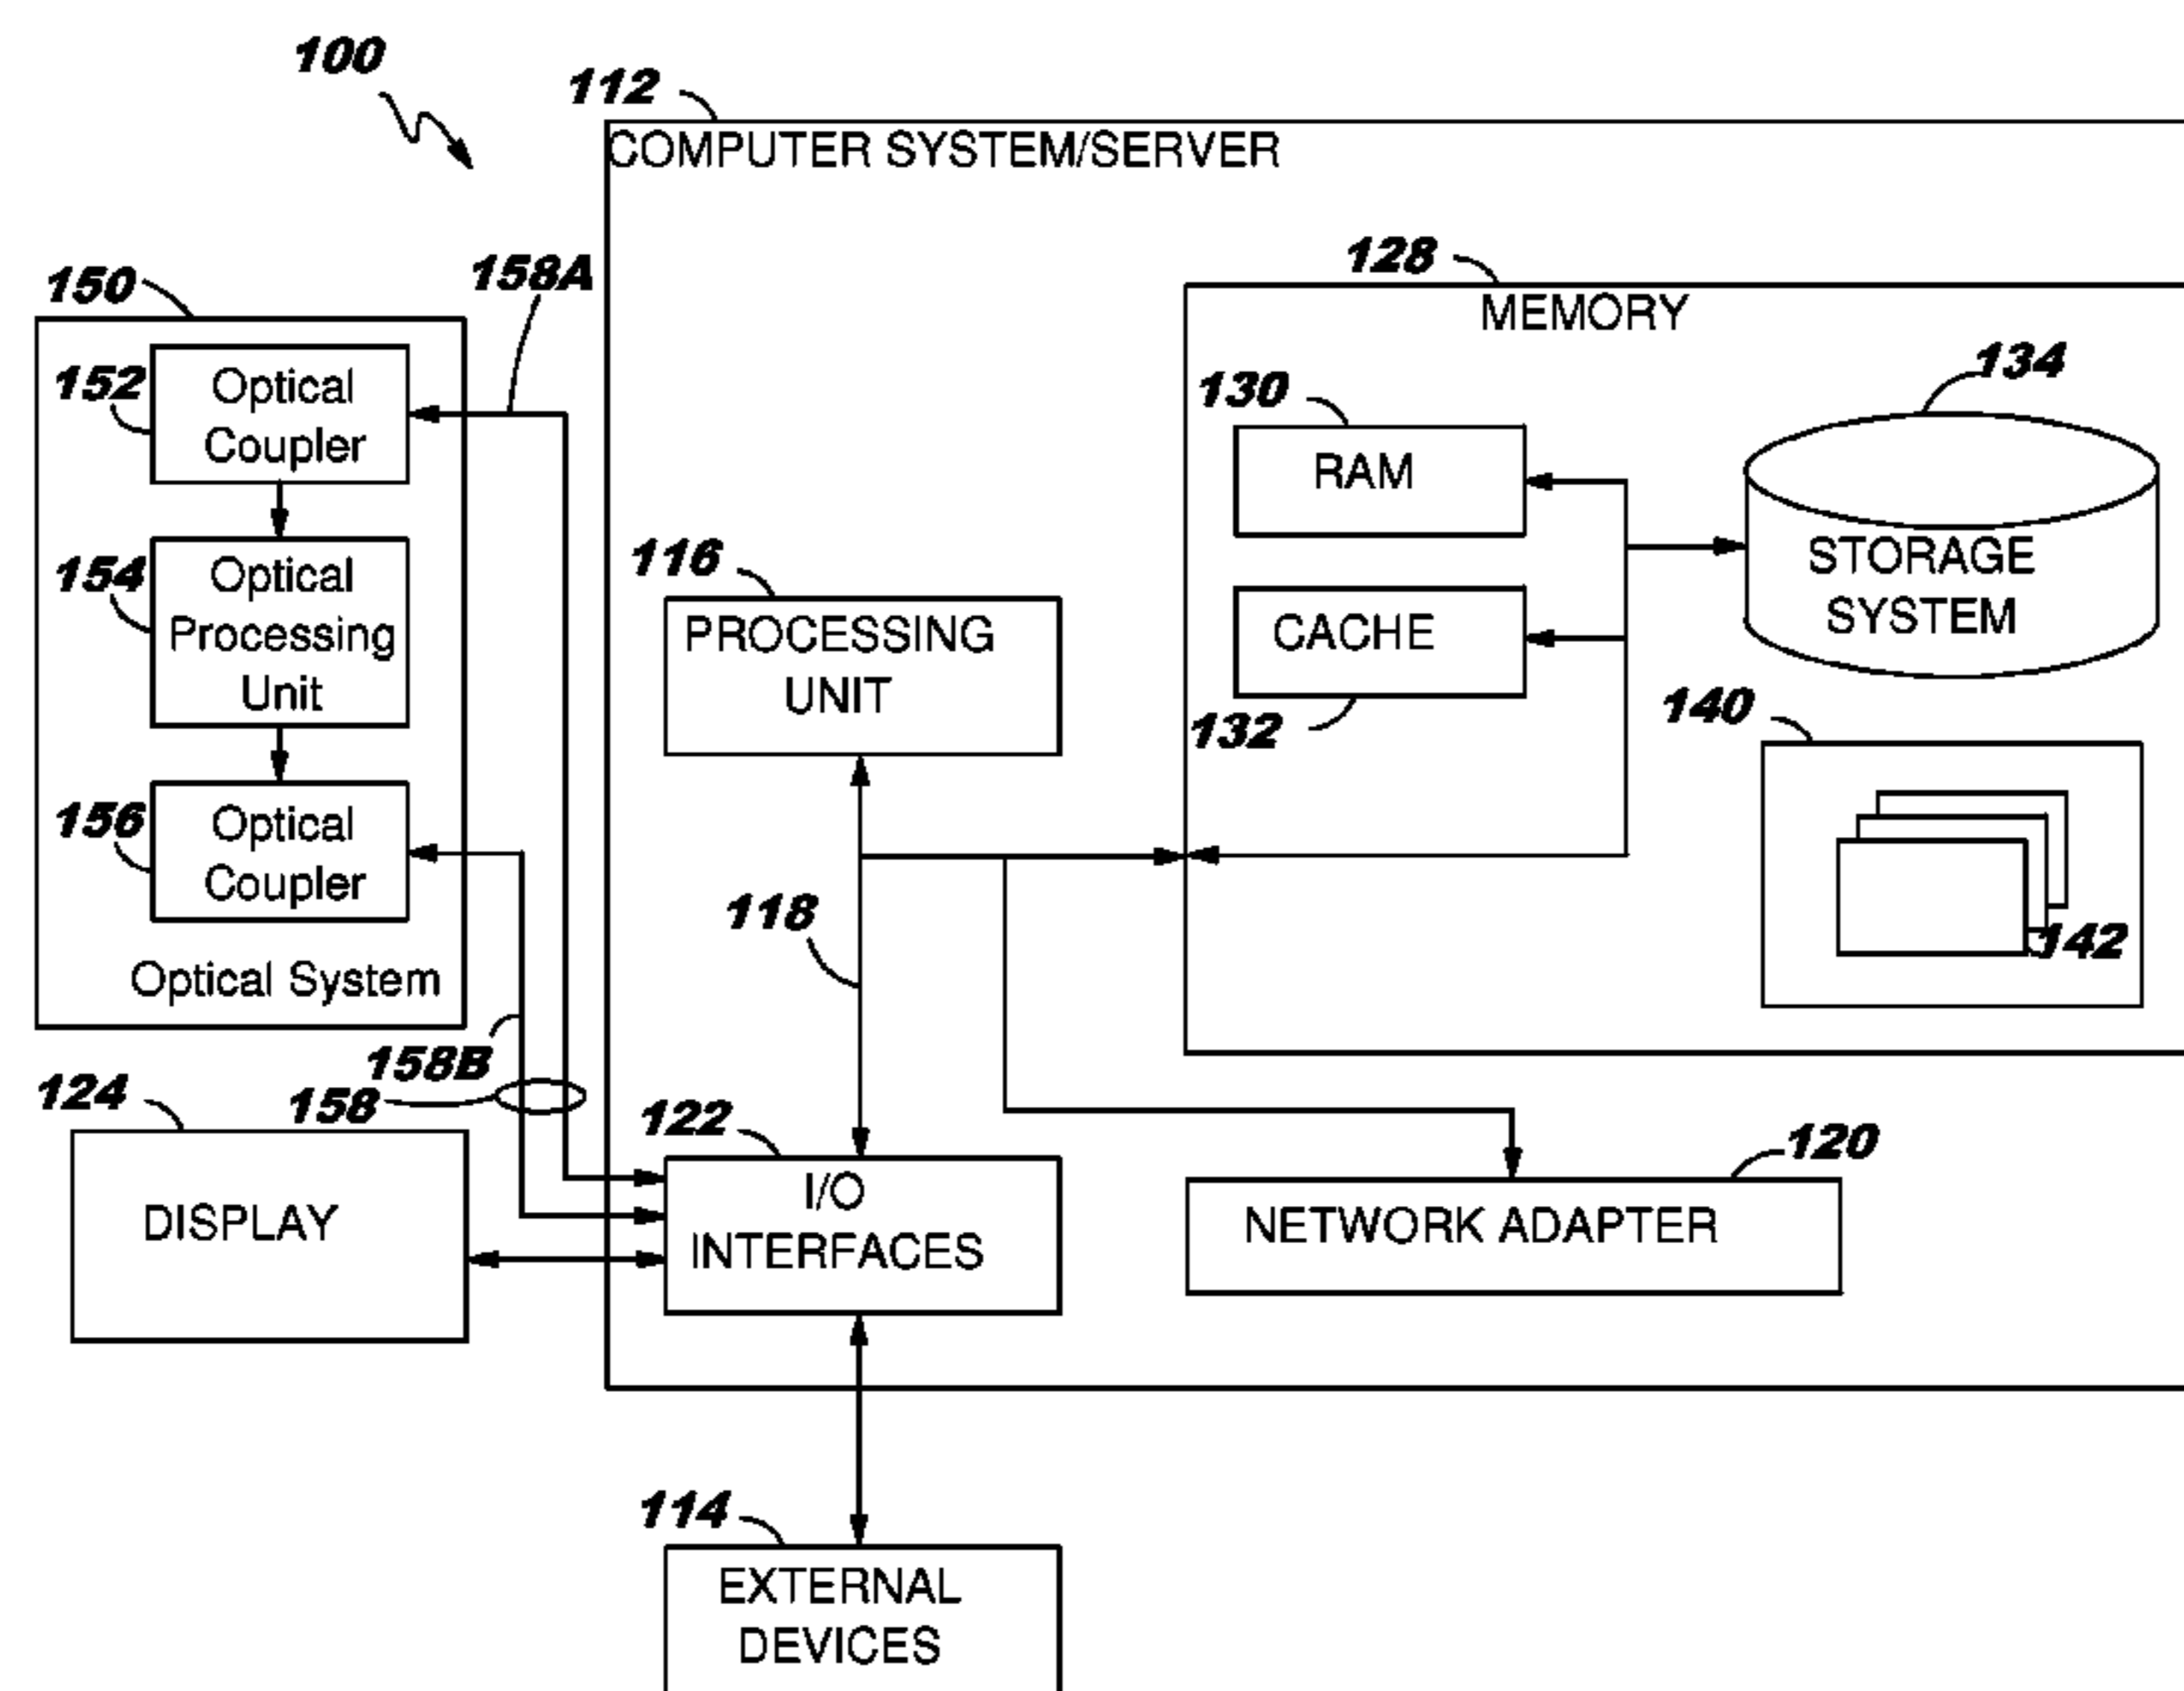 100
112
COMPUTER SYSTEM/SERVER
150
158A
128
MEMORY
152
Optical
Coupler
130
RAM
134
STORAGE
SYSTEM
154
Optical
Processing
Unit
116
PROCESSING
UNIT
CACHE
132
140
142
156
Optical
Coupler
Optical System
118
158B
158
124
DISPLAY
122
I/O
INTERFACES
120
NETWORK ADAPTER
114
EXTERNAL
DEVICES